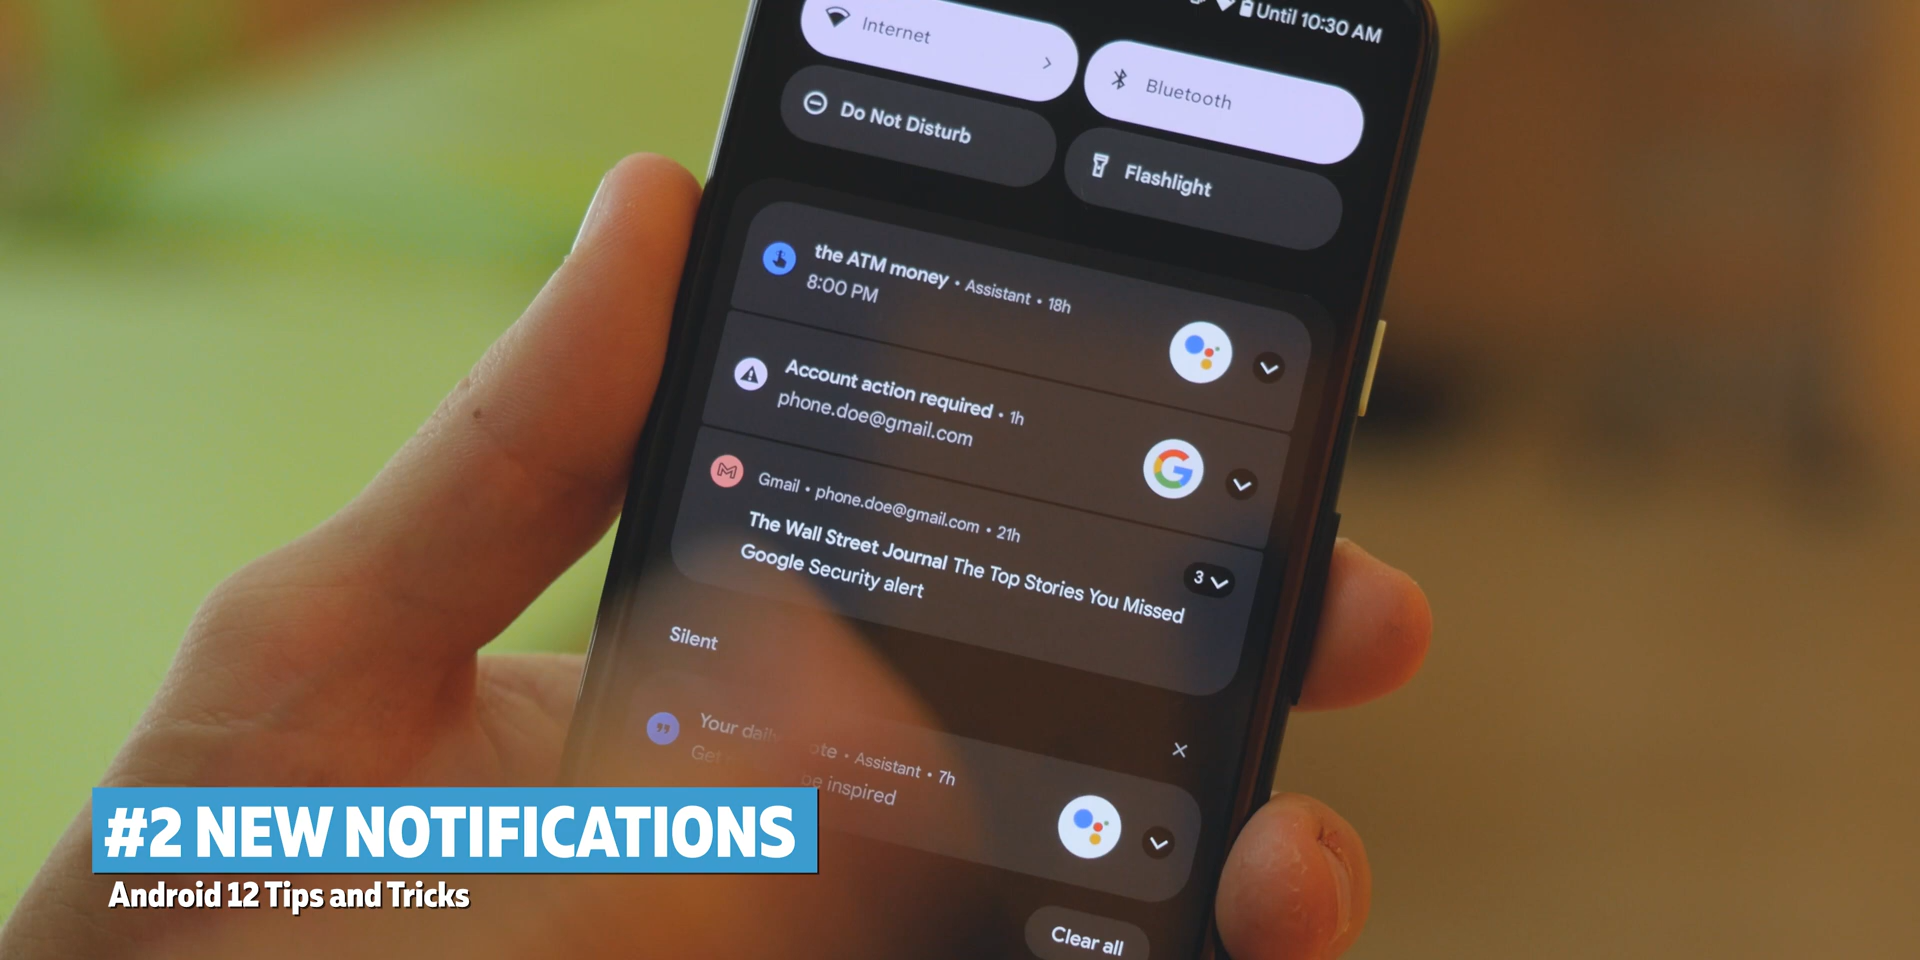 Until 10:30 AM
Internet
Bluetooth
Do Not Disturb
Flashlight
the ATM money • Assistant • 18h
8:00 PM
Account action required • 1h
phone.doe@gmail.com
Gmail • phone.doe@gmail.com • 21h
The Wall Street Journal The Top Stories You Missed
Google Security alert
3
Silent
Your daily • Assistant • 7h
be inspired
Clear all
#2 NEW NOTIFICATIONS
Android 12 Tips and Tricks